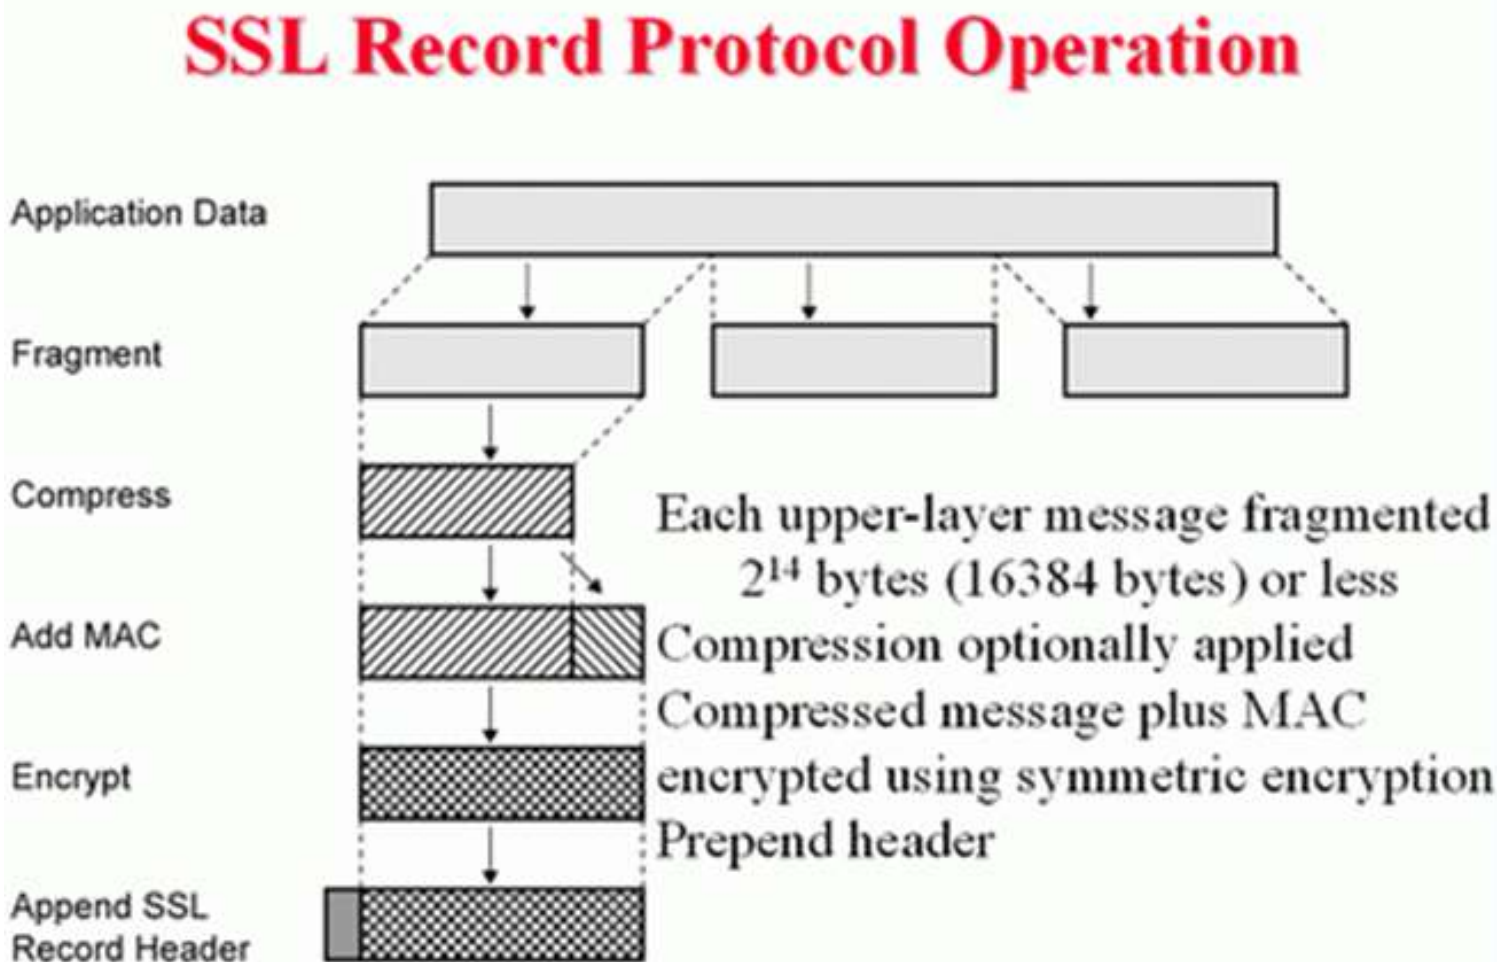 SSL Record Protocol Operation
Application Data
Fragment
Compress
Each upper-layer message fragmented
2¹⁴ bytes (16384 bytes) or less
Add MAC
Compression optionally applied
Compressed message plus MAC
Encrypt
encrypted using symmetric encryption
Prepend header
Append SSL
Record Header